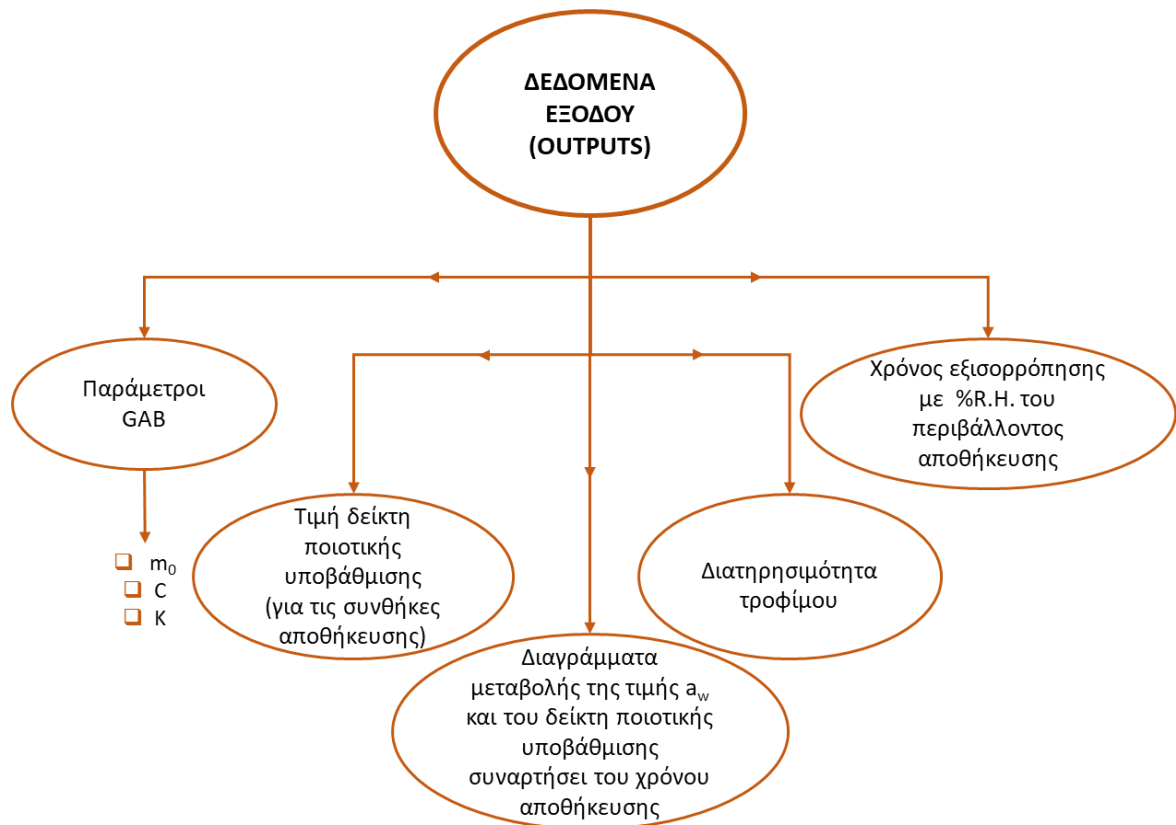 ΔΕΔΟΜΕΝΑ
ΕΞΟΔΟΥ
(OUTPUTS)
Παράμετροι
GAB
m₀
C
K
Τιμή δείκτη
ποιοτικής
υποβάθμισης
(για τις συνθήκες
αποθήκευσης)
Διαγράμματα
μεταβολής της τιμής a_w
και του δείκτη ποιοτικής
υποβάθμισης
συναρτήσει του χρόνου
αποθήκευσης
Διατηρησιμότητα
τροφίμου
Χρόνος εξισορρόπησης
με %R.H. του
περιβάλλοντος
αποθήκευσης